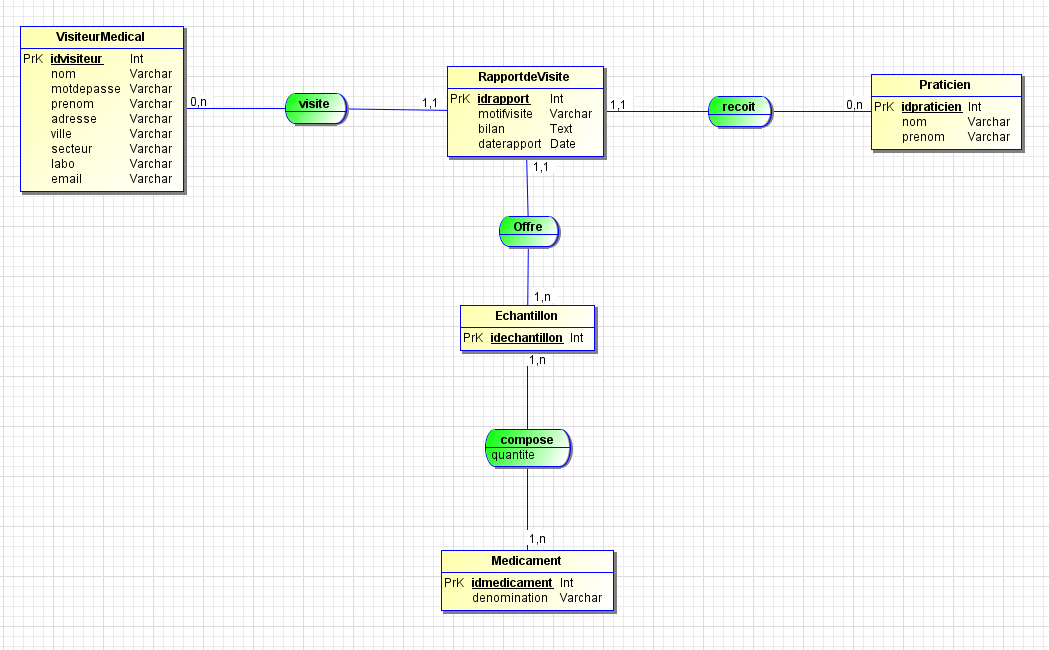 VisiteurMedical
PrK idvisiteur Int
nom Varchar
motdepasse Varchar
prenom Varchar
adresse Varchar
ville Varchar
secteur Varchar
labo Varchar
email Varchar
0,n
visite
1,1
RapportdeVisite
PrK idrapport Int
motifvisite Varchar
bilan Text
daterapport Date
1,1
recoit
0,n
Praticien
PrK idpraticien Int
nom Varchar
prenom Varchar
1,1
Offre
1,n
Echantillon
PrK idechantillon Int
1,n
compose
quantite
1,n
Medicament
PrK idmedicament Int
denomination Varchar